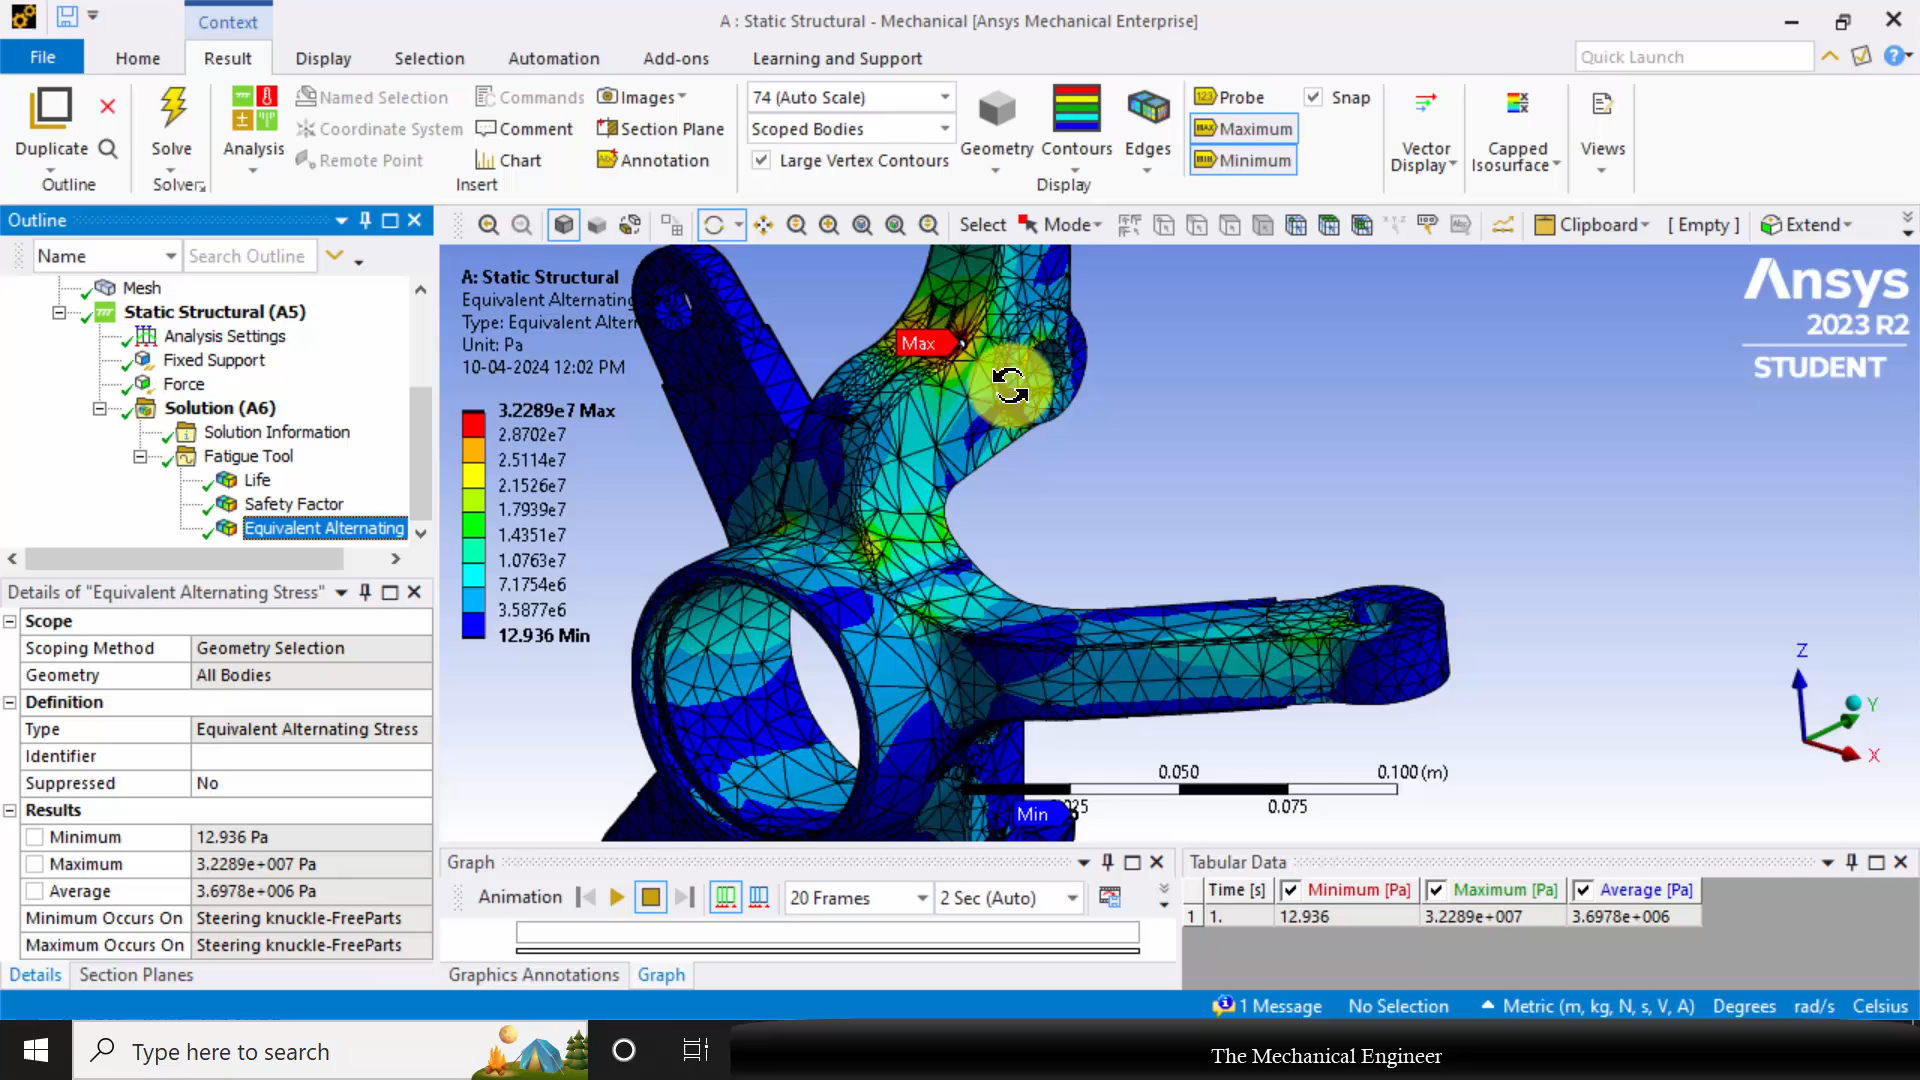 Context
A : Static Structural - Mechanical [Ansys Mechanical Enterprise]
File
Home
Result
Display
Selection
Automation
Add-ons
Learning and Support
Quick Launch
Duplicate
Outline
Solve
Solver
Analysis
Named Selection
Coordinate System
Remote Point
Commands
Comment
Chart
Images
Section Plane
Annotation
Insert
74 (Auto Scale)
Scoped Bodies
Large Vertex Contours
Geometry
Contours
Edges
Display
Probe
Snap
Maximum
Minimum
Vector Display
Capped Isosurface
Views
Outline
Name
Search Outline
Select
Mode
Clipboard
[ Empty ]
Extend
Mesh
Static Structural (A5)
Analysis Settings
Fixed Support
Force
Solution (A6)
Solution Information
Fatigue Tool
Life
Safety Factor
Equivalent Alternating
A: Static Structural
Equivalent Alternating
Type: Equivalent Alter
Unit: Pa
10-04-2024 12:02 PM
3.2289e7 Max
2.8702e7
2.5114e7
2.1526e7
1.7939e7
1.4351e7
1.0763e7
7.1754e6
3.5877e6
12.936 Min
Max
Min
Ansys
2023 R2
STUDENT
Z
Y
X
0.050
0.100 (m)
0.075
Details of "Equivalent Alternating Stress"
Scope
Scoping Method Geometry Selection
Geometry All Bodies
Definition
Type Equivalent Alternating Stress
Identifier
Suppressed No
Results
Minimum 12.936 Pa
Maximum 3.2289e+007 Pa
Average 3.6978e+006 Pa
Minimum Occurs On Steering knuckle-FreeParts
Maximum Occurs On Steering knuckle-FreeParts
Details
Section Planes
Graph
Animation
20 Frames
2 Sec (Auto)
Graphics Annotations
Graph
Tabular Data
Time [s] Minimum [Pa] Maximum [Pa] Average [Pa]
1 1. 12.936 3.2289e+007 3.6978e+006
1 Message
No Selection
Metric (m, kg, N, s, V, A)
Degrees
rad/s
Celsius
Type here to search
The Mechanical Engineer